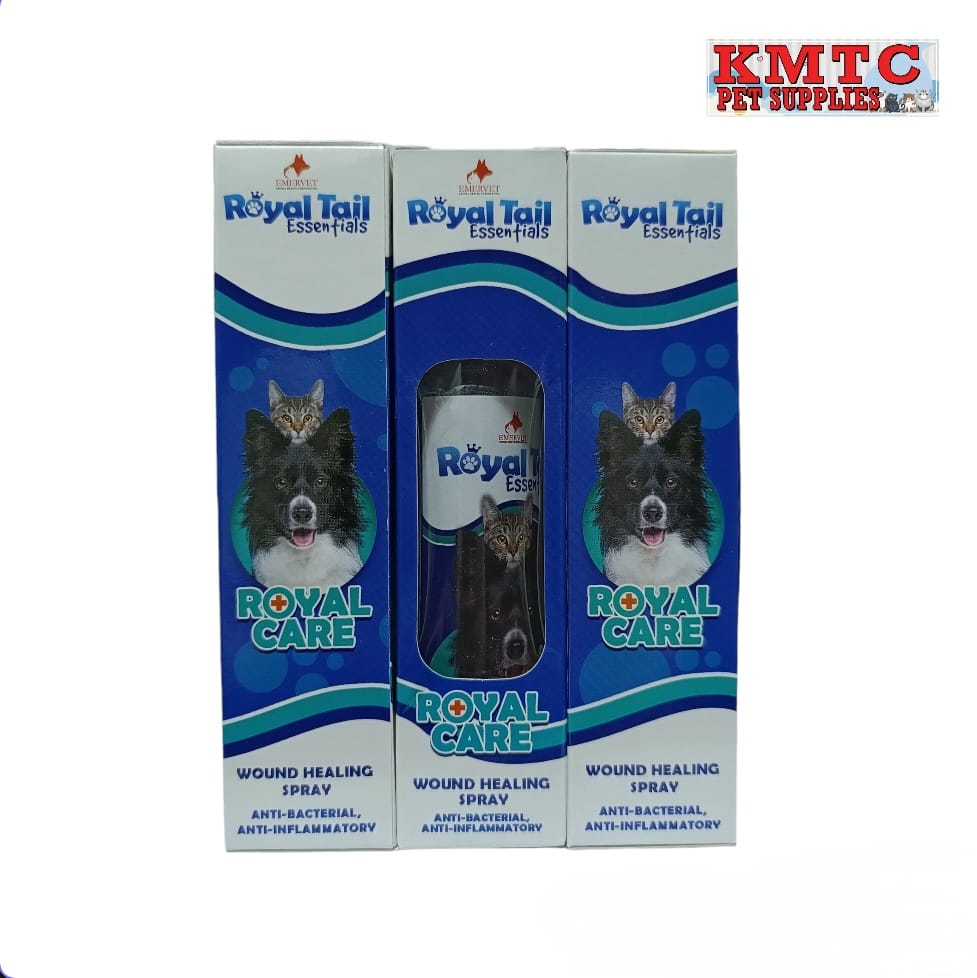 KMTC
PET SUPPLIES
EMERVET
Royal Tail
Essentials
ROYAL
CARE
WOUND HEALING
SPRAY
ANTI-BACTERIAL,
ANTI-INFLAMMATORY
EMERVET
Royal Tail
Essentials
EMERVET
Royal
ROYAL
CARE
WOUND HEALING
SPRAY
ANTI-BACTERIAL,
ANTI-INFLAMMATORY
Royal Tail
Essentials
ROYAL
CARE
WOUND HEALING
SPRAY
ANTI-BACTERIAL,
ANTI-INFLAMMATORY